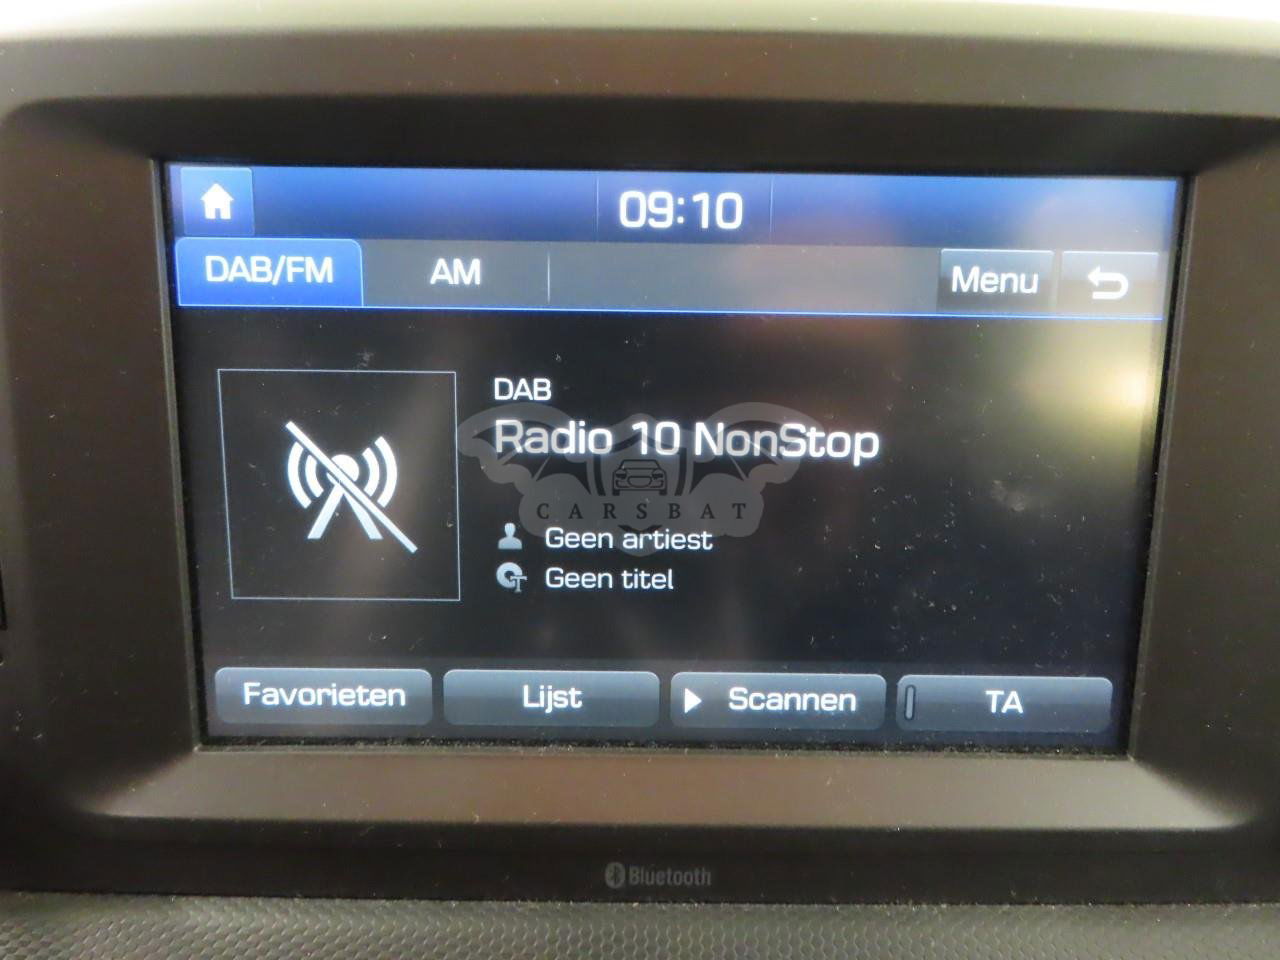 09:10
DAB/FM AM Menu
DAB
Radio 10 NonStop
CARSBAT
Geen artiest
Geen titel
Favorieten Lijst Scannen TA
Bluetooth